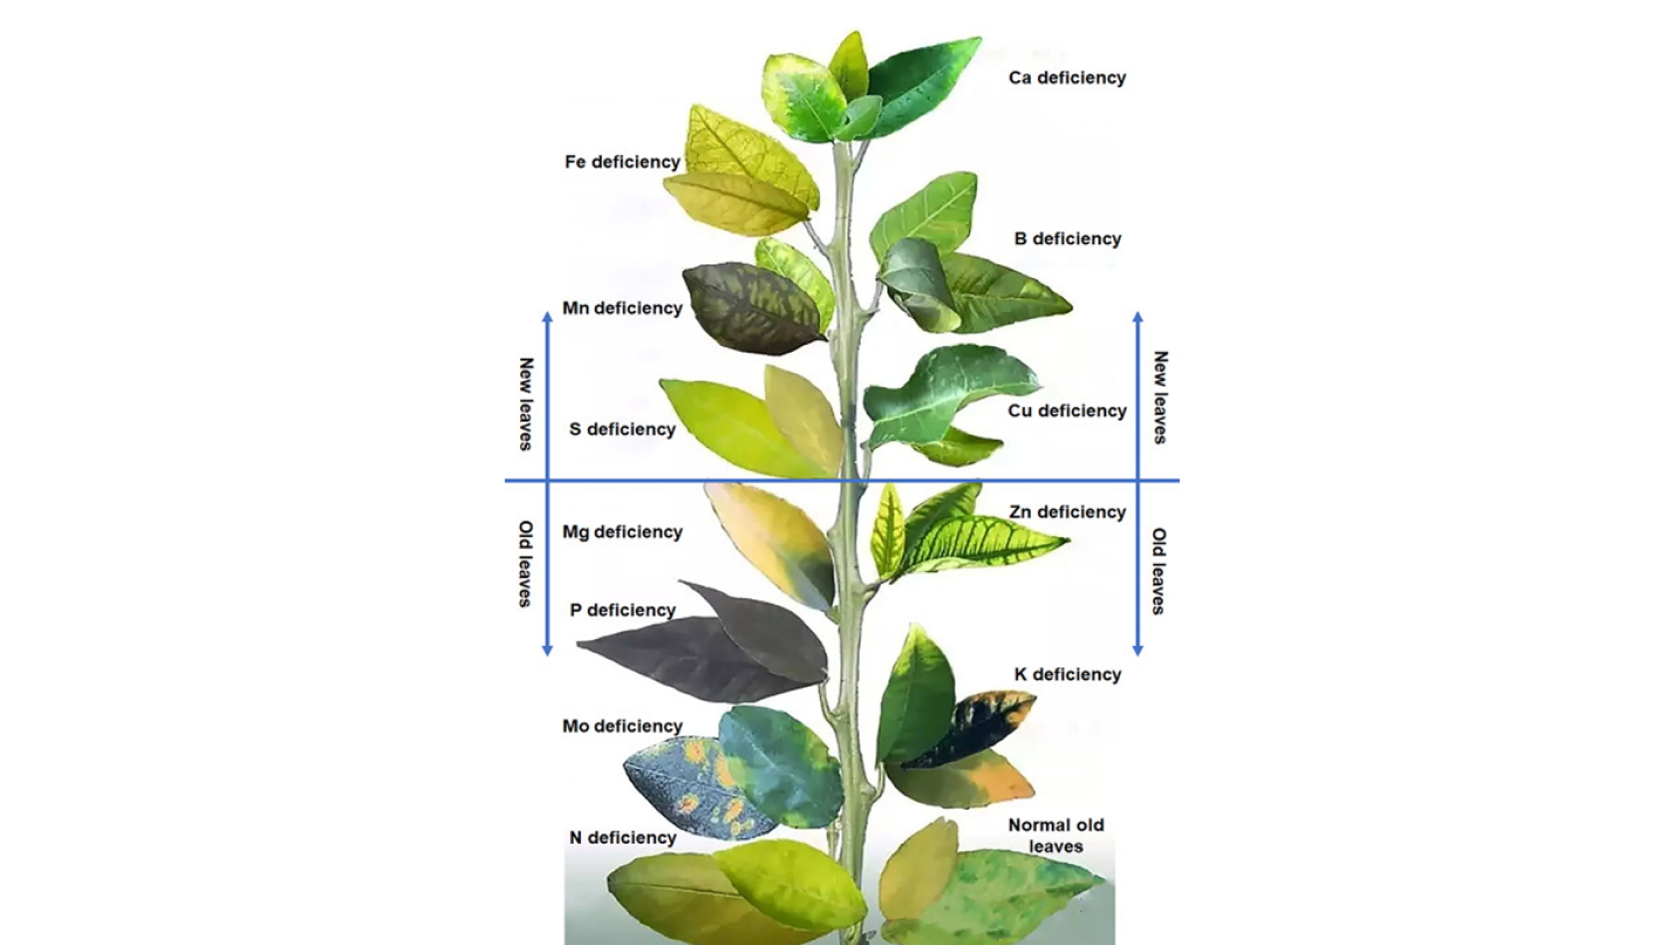 Ca deficiency
Fe deficiency
B deficiency
Mn deficiency
New leaves
New leaves
Cu deficiency
S deficiency
Zn deficiency
Mg deficiency
Old leaves
Old leaves
P deficiency
K deficiency
Mo deficiency
Normal old
leaves
N deficiency